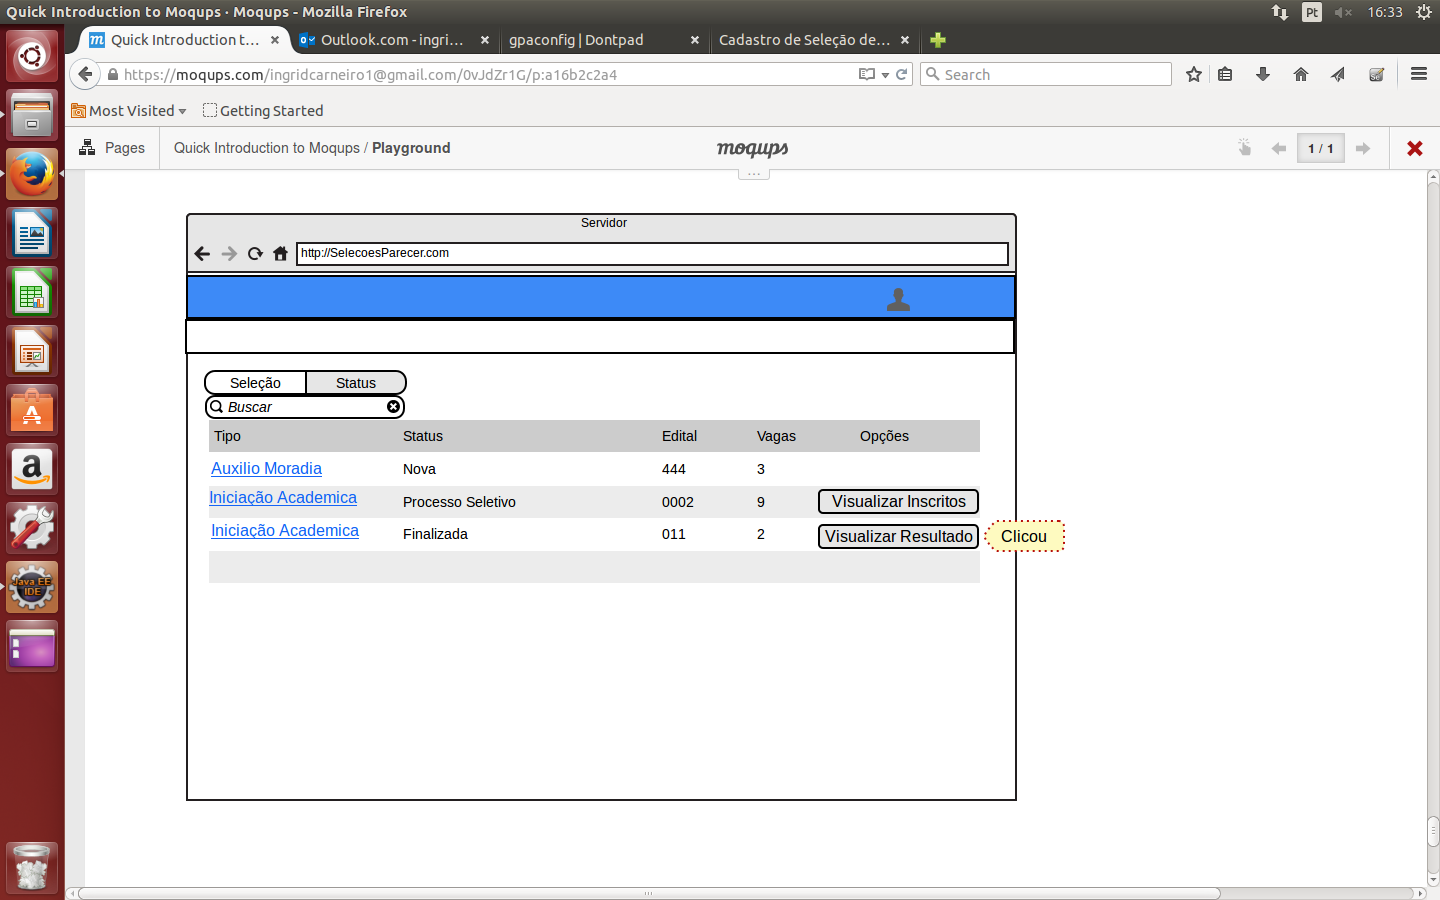 Quick Introduction to Moqups · Moqups - Mozilla Firefox
Pt
16:33
Quick Introduction t...
Outlook.com - ingri...
gpaconfig | Dontpad
Cadastro de Seleção de...
https://moqups.com/ingridcarneiro1@gmail.com/0vJdZr1G/p:a16b2c2a4
Search
Most Visited
Getting Started
Pages
Quick Introduction to Moqups / Playground
moqups
1 / 1
...
Servidor
http://SelecoesParecer.com
Seleção
Status
Buscar
Tipo Status Edital Vagas Opções
Auxilio Moradia Nova 444 3
Iniciação Academica Processo Seletivo 0002 9 Visualizar Inscritos
Iniciação Academica Finalizada 011 2 Visualizar Resultado
Clicou
Java EE
IDE